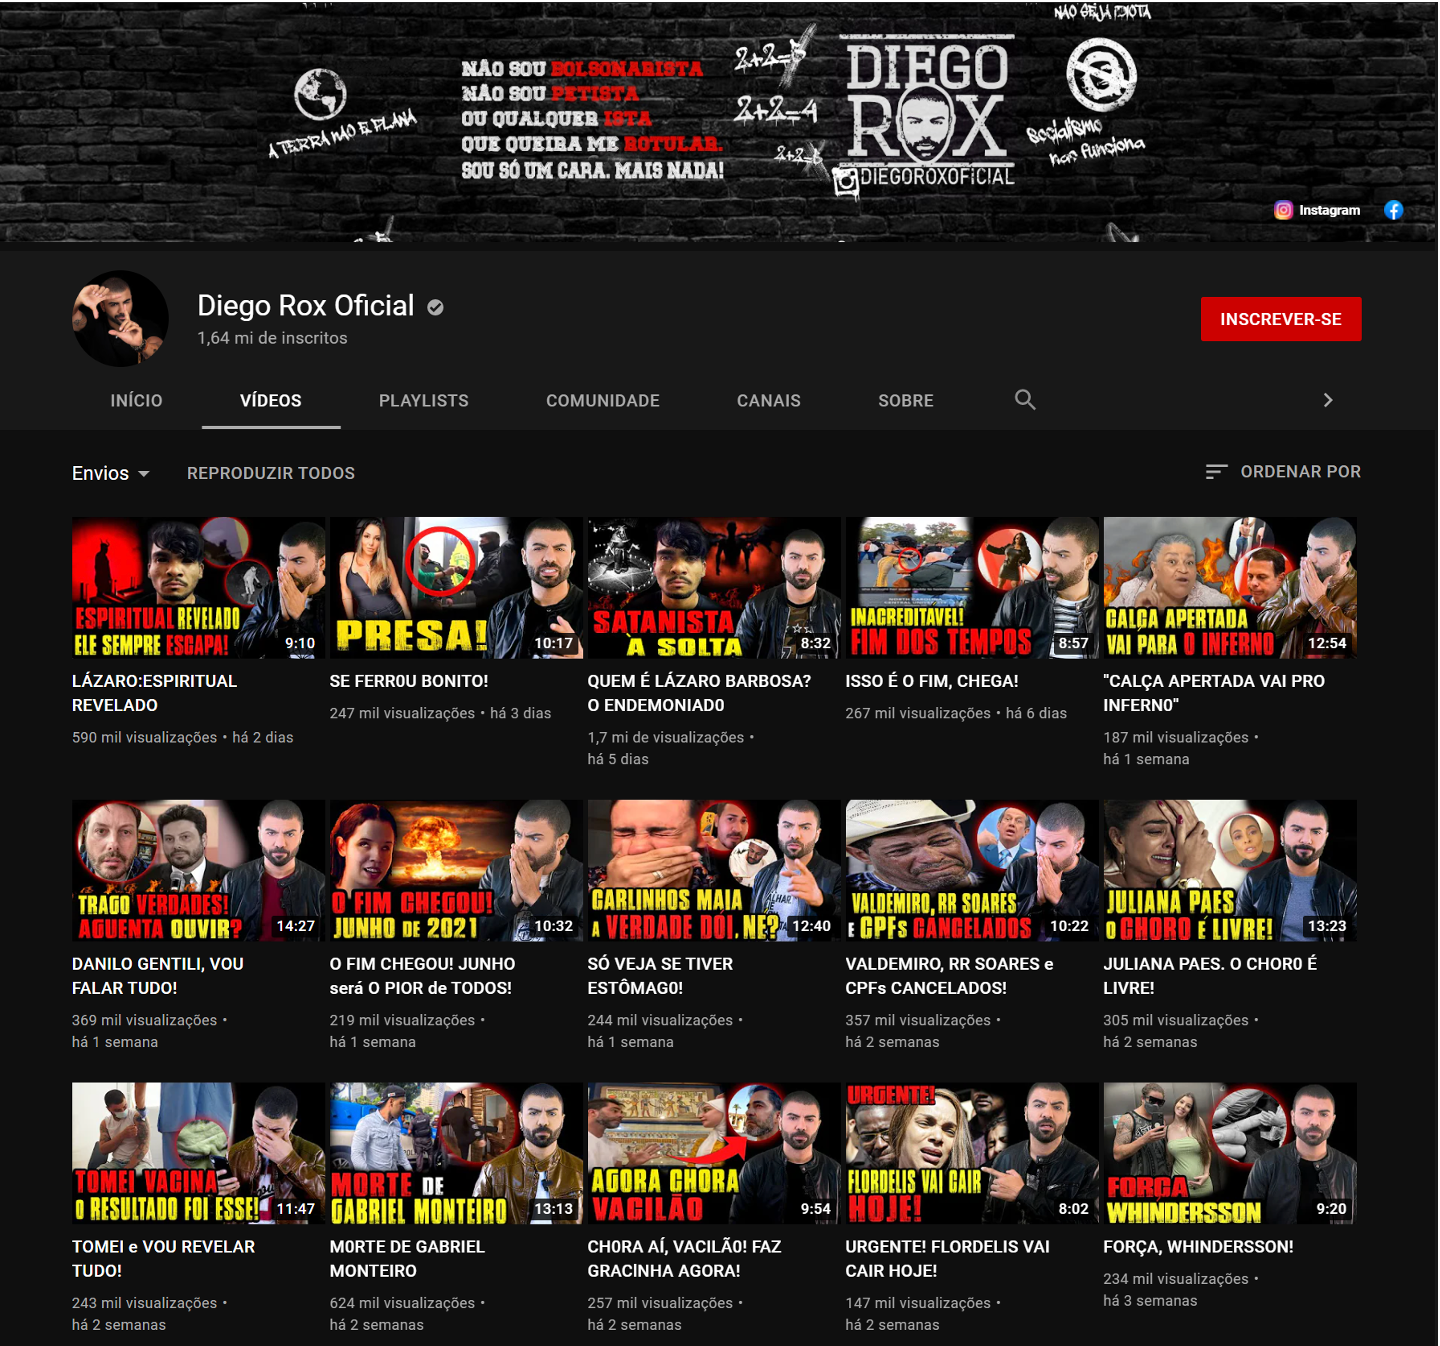 NÃO SEJA IDIOTA
A TERRA NÃO É PLANA
NÃO SOU BOLSONARISTA
NÃO SOU PETISTA
OU QUALQUER ISTA
QUE QUEIRA ME ROTULAR.
SOU SÓ UM CARA. MAIS NADA!
2+2=5
2+2=4
DIEGO
ROX
DIEGOROXOFICIAL
Socialismo
não funciona
Instagram
Diego Rox Oficial
1,64 mi de inscritos
INSCREVER-SE
INÍCIO VÍDEOS PLAYLISTS COMUNIDADE CANAIS SOBRE
Envios REPRODUZIR TODOS ORDENAR POR
ESPIRITUAL REVELADO
ELE SEMPRE ESCAPA!
9:10
LÁZARO:ESPIRITUAL
REVELADO
590 mil visualizações • há 2 dias
PRESA!
10:17
SE FERR0U BONITO!
247 mil visualizações • há 3 dias
SATANISTA
À SOLTA
8:32
QUEM É LÁZARO BARBOSA?
O ENDEMONIAD0
1,7 mi de visualizações •
há 5 dias
INACREDITÁVEL!
FIM DOS TEMPOS
8:57
ISSO É O FIM, CHEGA!
267 mil visualizações • há 6 dias
CALÇA APERTADA
VAI PARA O INFERNO
12:54
"CALÇA APERTADA VAI PRO
INFERN0"
187 mil visualizações •
há 1 semana
TRAGO VERDADES!
AGUENTA OUVIR?
14:27
DANILO GENTILI, VOU
FALAR TUDO!
369 mil visualizações •
há 1 semana
O FIM CHEGOU!
JUNHO DE 2021
10:32
O FIM CHEGOU! JUNHO
será O PIOR de TODOS!
219 mil visualizações •
há 1 semana
CARLINHOS MAIA
A VERDADE DÓI, NÉ?
12:40
SÓ VEJA SE TIVER
ESTÔMAG0!
244 mil visualizações •
há 1 semana
VALDEMIRO, RR SOARES
E CPFs CANCELADOS
10:22
VALDEMIRO, RR SOARES e
CPFs CANCELADOS!
357 mil visualizações •
há 2 semanas
JULIANA PAES
O CHORO É LIVRE!
13:23
JULIANA PAES. O CHOR0 É
LIVRE!
305 mil visualizações •
há 2 semanas
TOMEI VACINA
O RESULTADO FOI ESSE!
11:47
TOMEI e VOU REVELAR
TUDO!
243 mil visualizações •
há 2 semanas
MORTE DE
GABRIEL MONTEIRO
13:13
M0RTE DE GABRIEL
MONTEIRO
624 mil visualizações •
há 2 semanas
AGORA CHORA
VACILÃO
9:54
CH0RA AÍ, VACILÃ0! FAZ
GRACINHA AGORA!
257 mil visualizações •
há 2 semanas
URGENTE!
FLORDELIS VAI CAIR
HOJE!
8:02
URGENTE! FLORDELIS VAI
CAIR HOJE!
147 mil visualizações •
há 2 semanas
FORÇA
WHINDERSSON
9:20
FORÇA, WHINDERSSON!
234 mil visualizações •
há 3 semanas